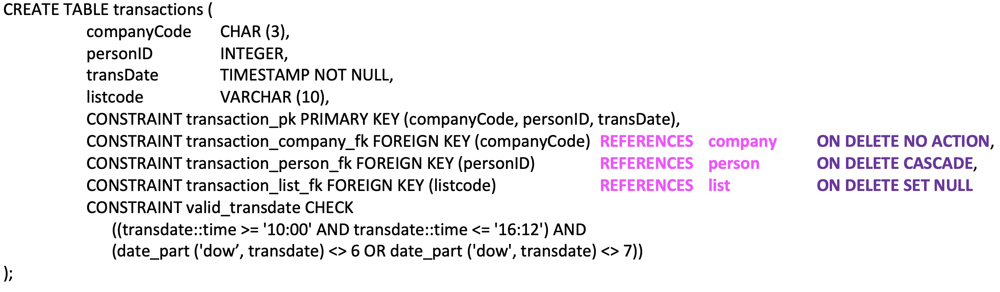 CREATE TABLE transactions (
companyCode CHAR (3),
personID INTEGER,
transDate TIMESTAMP NOT NULL,
listcode VARCHAR (10),
CONSTRAINT transaction_pk PRIMARY KEY (companyCode, personID, transDate),
CONSTRAINT transaction_company_fk FOREIGN KEY (companyCode) REFERENCES company ON DELETE NO ACTION,
CONSTRAINT transaction_person_fk FOREIGN KEY (personID) REFERENCES person ON DELETE CASCADE,
CONSTRAINT transaction_list_fk FOREIGN KEY (listcode) REFERENCES list ON DELETE SET NULL
CONSTRAINT valid_transdate CHECK
((transdate::time >= '10:00' AND transdate::time <= '16:12') AND
(date_part ('dow’, transdate) <> 6 OR date_part ('dow', transdate) <> 7))
);